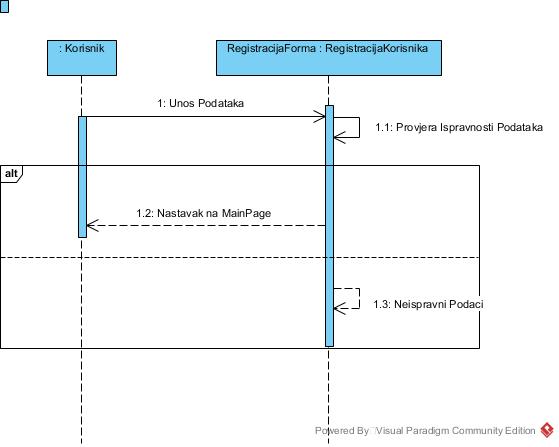 : Korisnik
RegistracijaForma : RegistracijaKorisnika
1: Unos Podataka
1.1: Provjera Ispravnosti Podataka
alt
1.2: Nastavak na MainPage
1.3: Neispravni Podaci
Powered By Visual Paradigm Community Edition